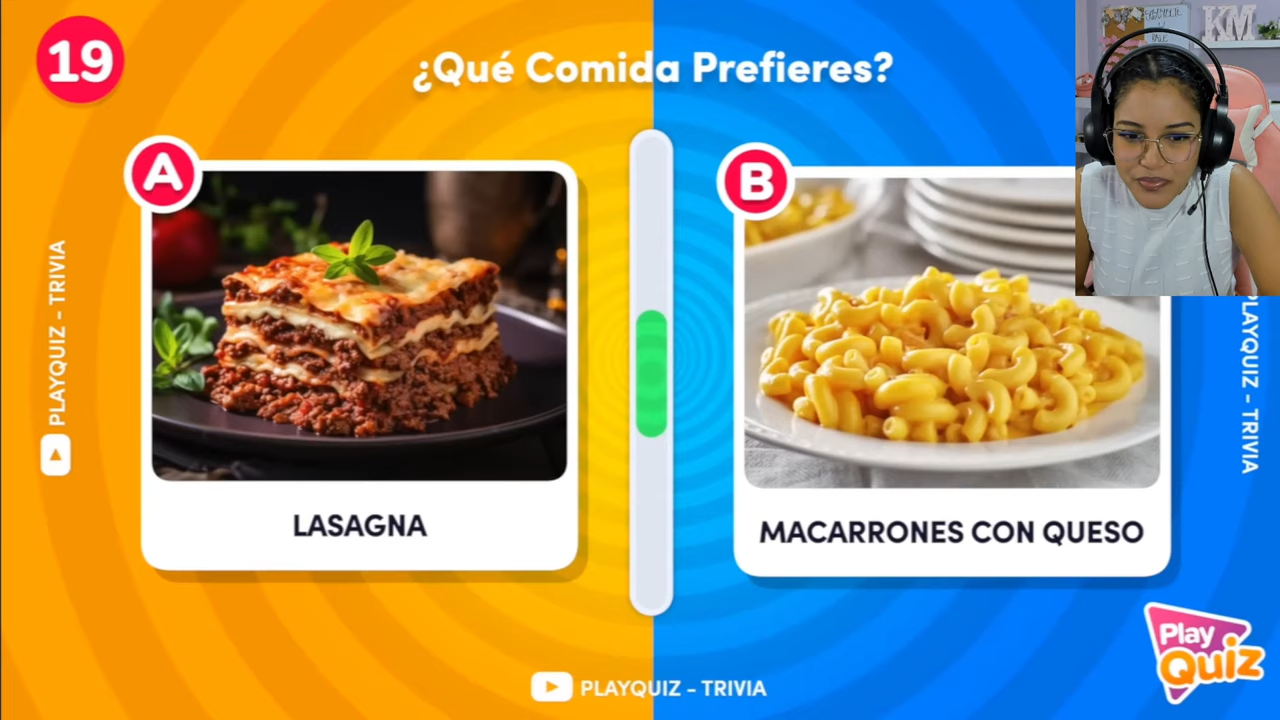 19
¿Qué Comida Prefieres?
KM
A
B
PLAYQUIZ - TRIVIA
PLAYQUIZ - TRIVIA
LASAGNA
MACARRONES CON QUESO
Play
Quiz
PLAYQUIZ - TRIVIA